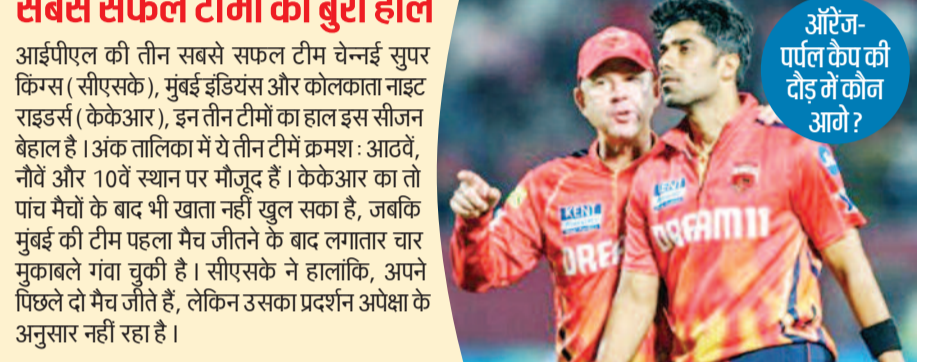 सबसे सफल टीमों का बुरा हाल
आईपीएल की तीन सबसे सफल टीम चेन्नई सुपर
किंग्स ( सीएसके ), मुंबई इंडियंस और कोलकाता नाइट
राइडर्स ( केकेआर ), इन तीन टीमों का हाल इस सीजन
बेहाल है । अंक तालिका में ये तीन टीमें क्रमश : आठवें,
नौवें और 10वें स्थान पर मौजूद हैं । केकेआर का तो
पांच मैचों के बाद भी खाता नहीं खुल सका है, जबकि
मुंबई की टीम पहला मैच जीतने के बाद लगातार चार
मुकाबले गंवा चुकी है । सीएसके ने हालांकि, अपने
पिछले दो मैच जीते हैं, लेकिन उसका प्रदर्शन अपेक्षा के
अनुसार नहीं रहा है ।
ऑरेंज-
पर्पल कैप की
दौड़ में कौन
आगे ?
KENT
DREA
KENT
DREAM11